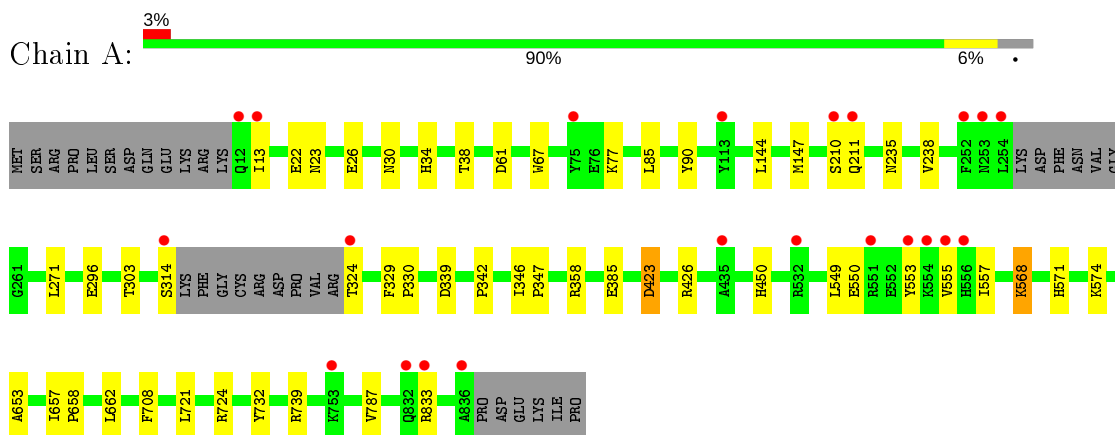 3%
Chain A:
90% 6% •
MET SER ARG PRO LEU SER ASP GLN GLU LYS ARG LYS Q12 I13 E22 N23 E26 N30 H34 T38 D61 W67 Y75 E76 K77 L85 Y90 Y113 L144 M147 S210 Q211 N235 V238 F252 N253 L254 LYS ASP PHE ASN VAL GLY
G261 L271 E296 T303 S314 LYS PHE GLY CYS ARG ASP PRO VAL ARG T324 F329 P330 D339 P342 I346 P347 R358 E385 D423 R426 A435 H450 R532 L549 E550 R551 E552 Y553 K554 V555 H556 I557 K568 H571 K574
A653 I657 P658 L662 F708 L721 R724 Y732 R739 K753 V787 Q832 R833 A836 PRO ASP GLU LYS ILE PRO